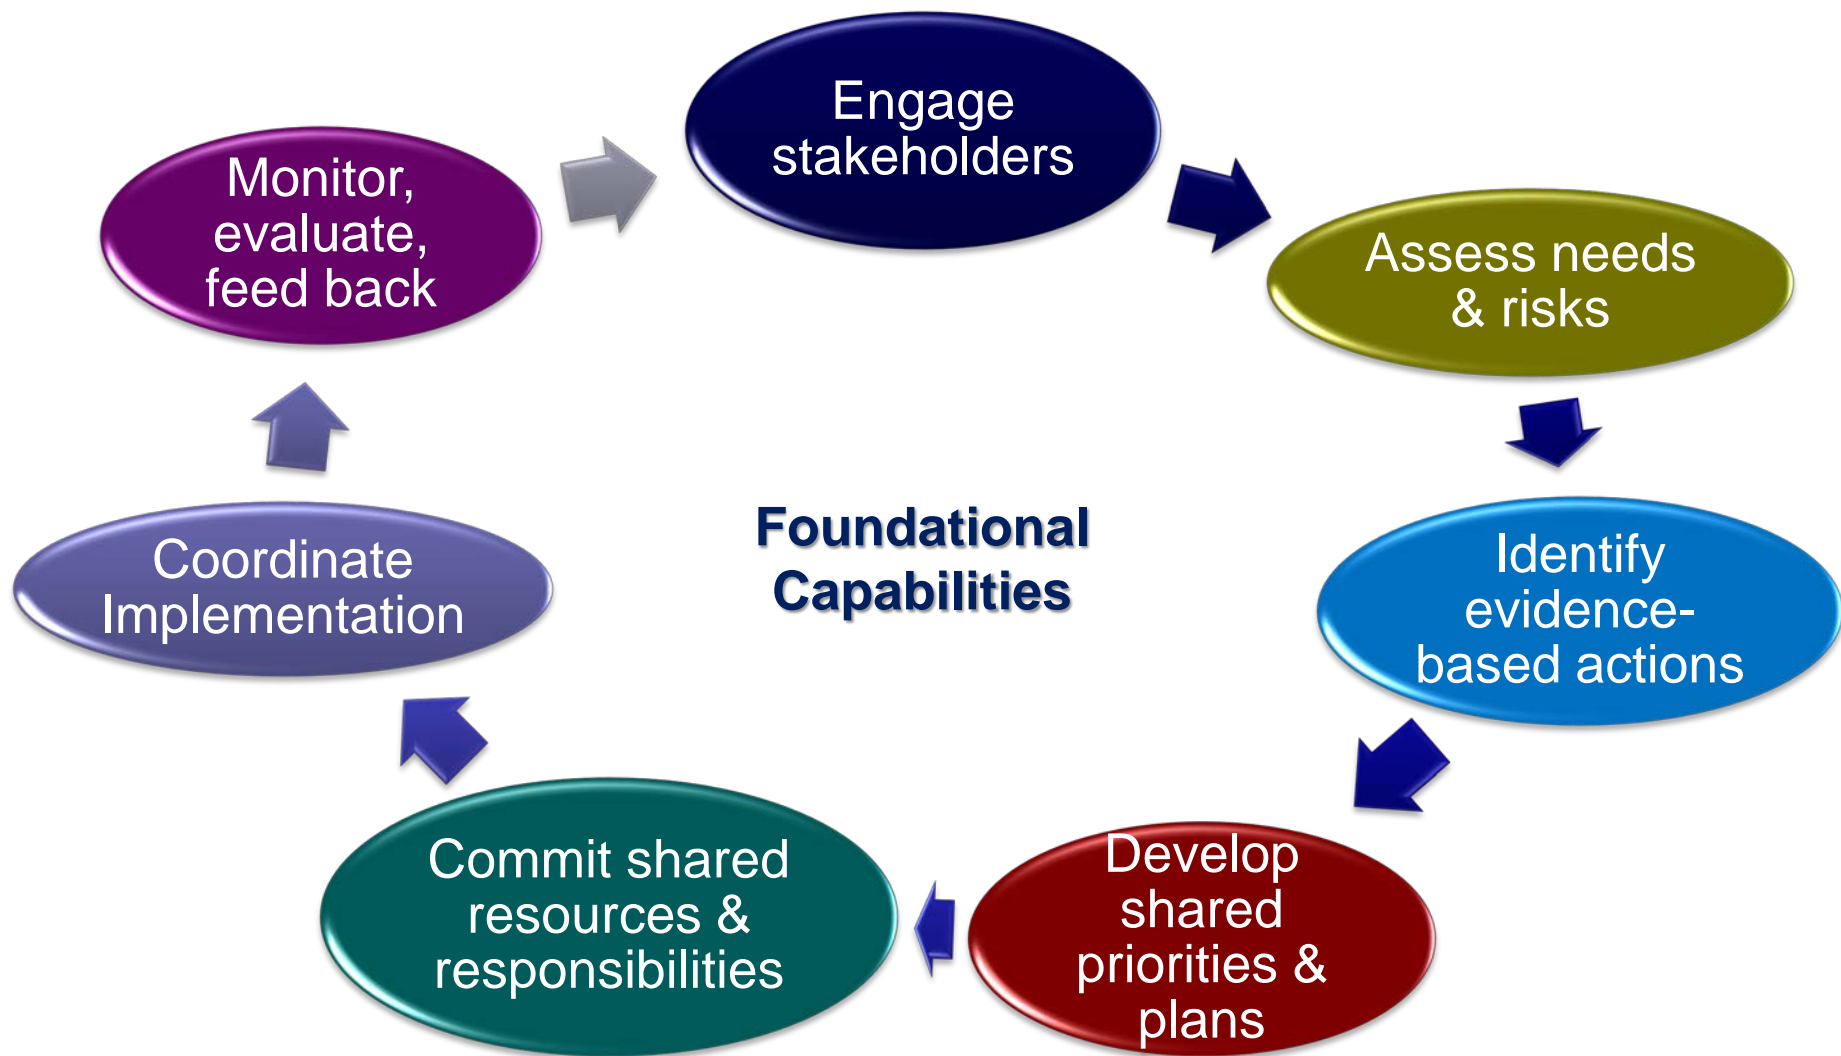 Engage
stakeholders
Assess needs
& risks
Identify
evidence-
based actions
Develop
shared
priorities &
plans
Commit shared
resources &
responsibilities
Coordinate
Implementation
Monitor,
evaluate,
feed back
Foundational
Capabilities